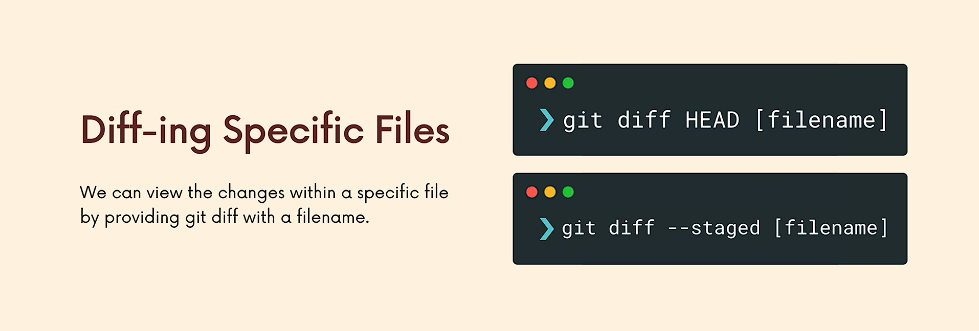 Diff-ing Specific Files
We can view the changes within a specific file
by providing git diff with a filename.
❯ git diff HEAD [filename]
❯ git diff --staged [filename]